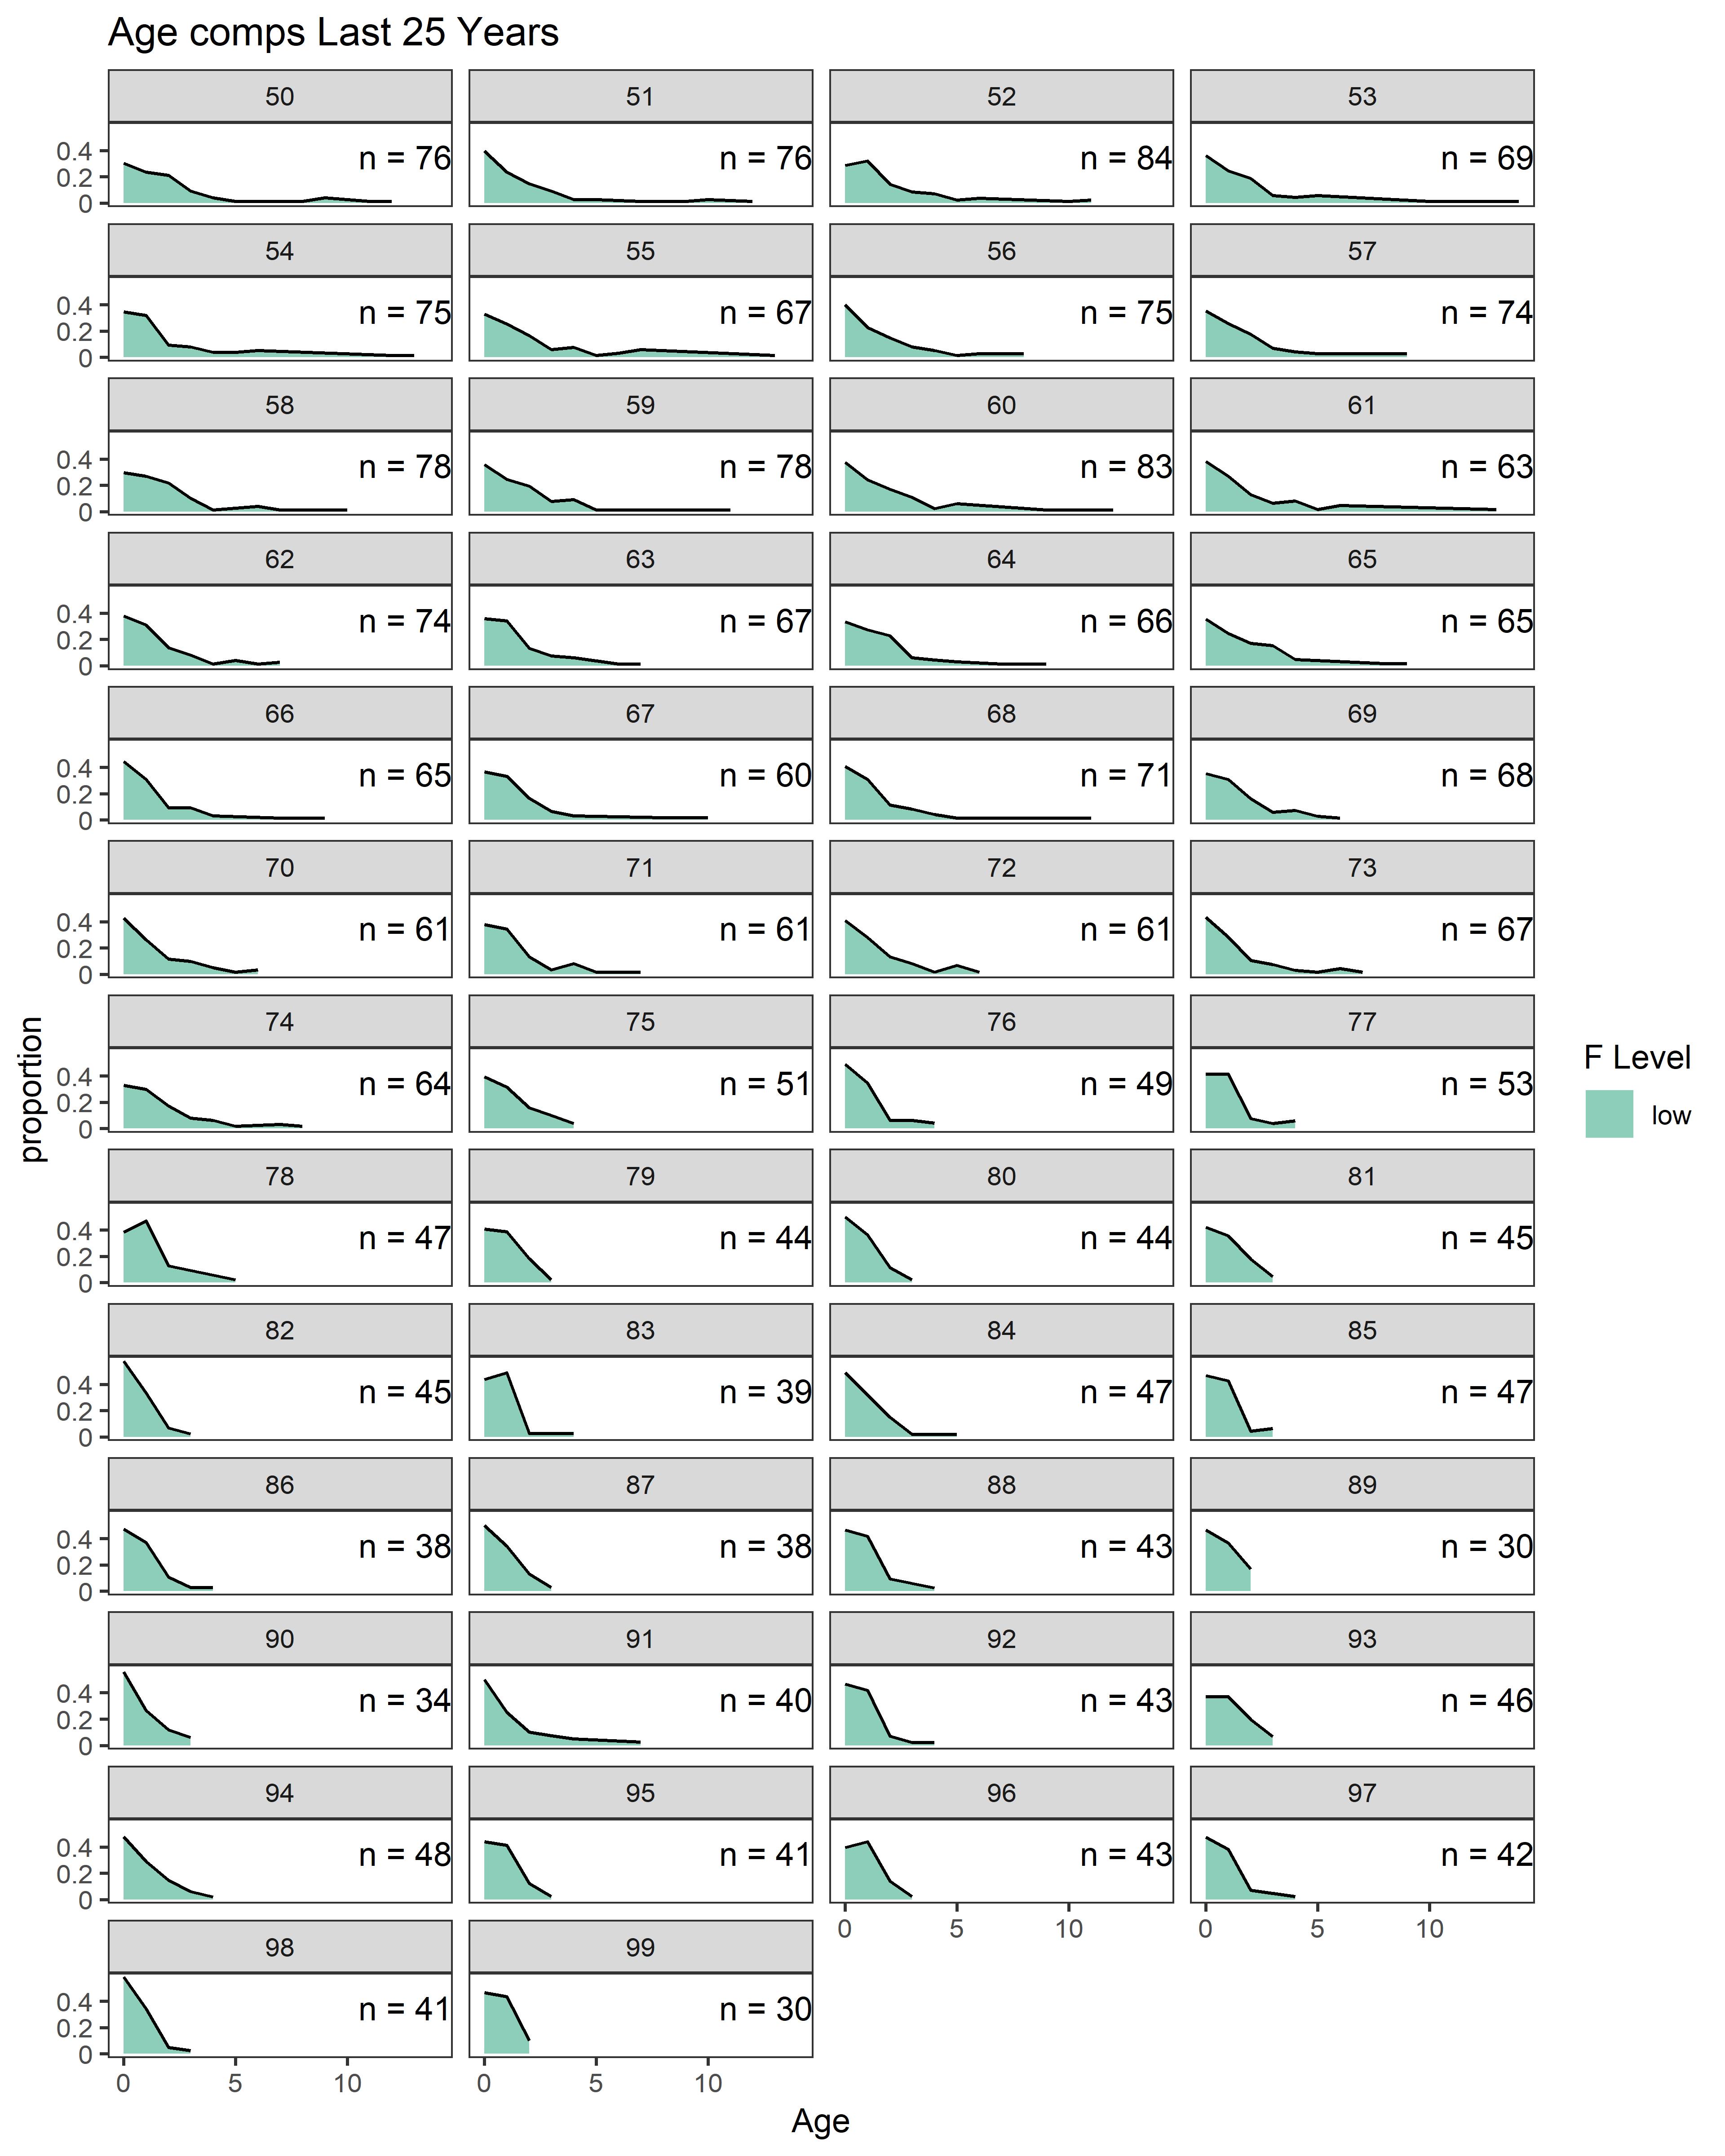 Age comps Last 25 Years
50 51 52 53
0.4 n = 76 n = 76 n = 84 n = 69
0.2
0
54 55 56 57
0.4 n = 75 n = 67 n = 75 n = 74
0.2
0
58 59 60 61
0.4 n = 78 n = 78 n = 83 n = 63
0.2
0
62 63 64 65
0.4 n = 74 n = 67 n = 66 n = 65
0.2
0
66 67 68 69
0.4 n = 65 n = 60 n = 71 n = 68
0.2
0
70 71 72 73
0.4 n = 61 n = 61 n = 61 n = 67
0.2
0
74 75 76 77
0.4 n = 64 n = 51 n = 49 n = 53
0.2
0
78 79 80 81
0.4 n = 47 n = 44 n = 44 n = 45
0.2
0
82 83 84 85
0.4 n = 45 n = 39 n = 47 n = 47
0.2
0
86 87 88 89
0.4 n = 38 n = 38 n = 43 n = 30
0.2
0
90 91 92 93
0.4 n = 34 n = 40 n = 43 n = 46
0.2
0
94 95 96 97
0.4 n = 48 n = 41 n = 43 n = 42
0.2
0
0 5 10 0 5 10
98 99
0.4 n = 41 n = 30
0.2
0
0 5 10 0 5 10
Age
proportion
F Level
low